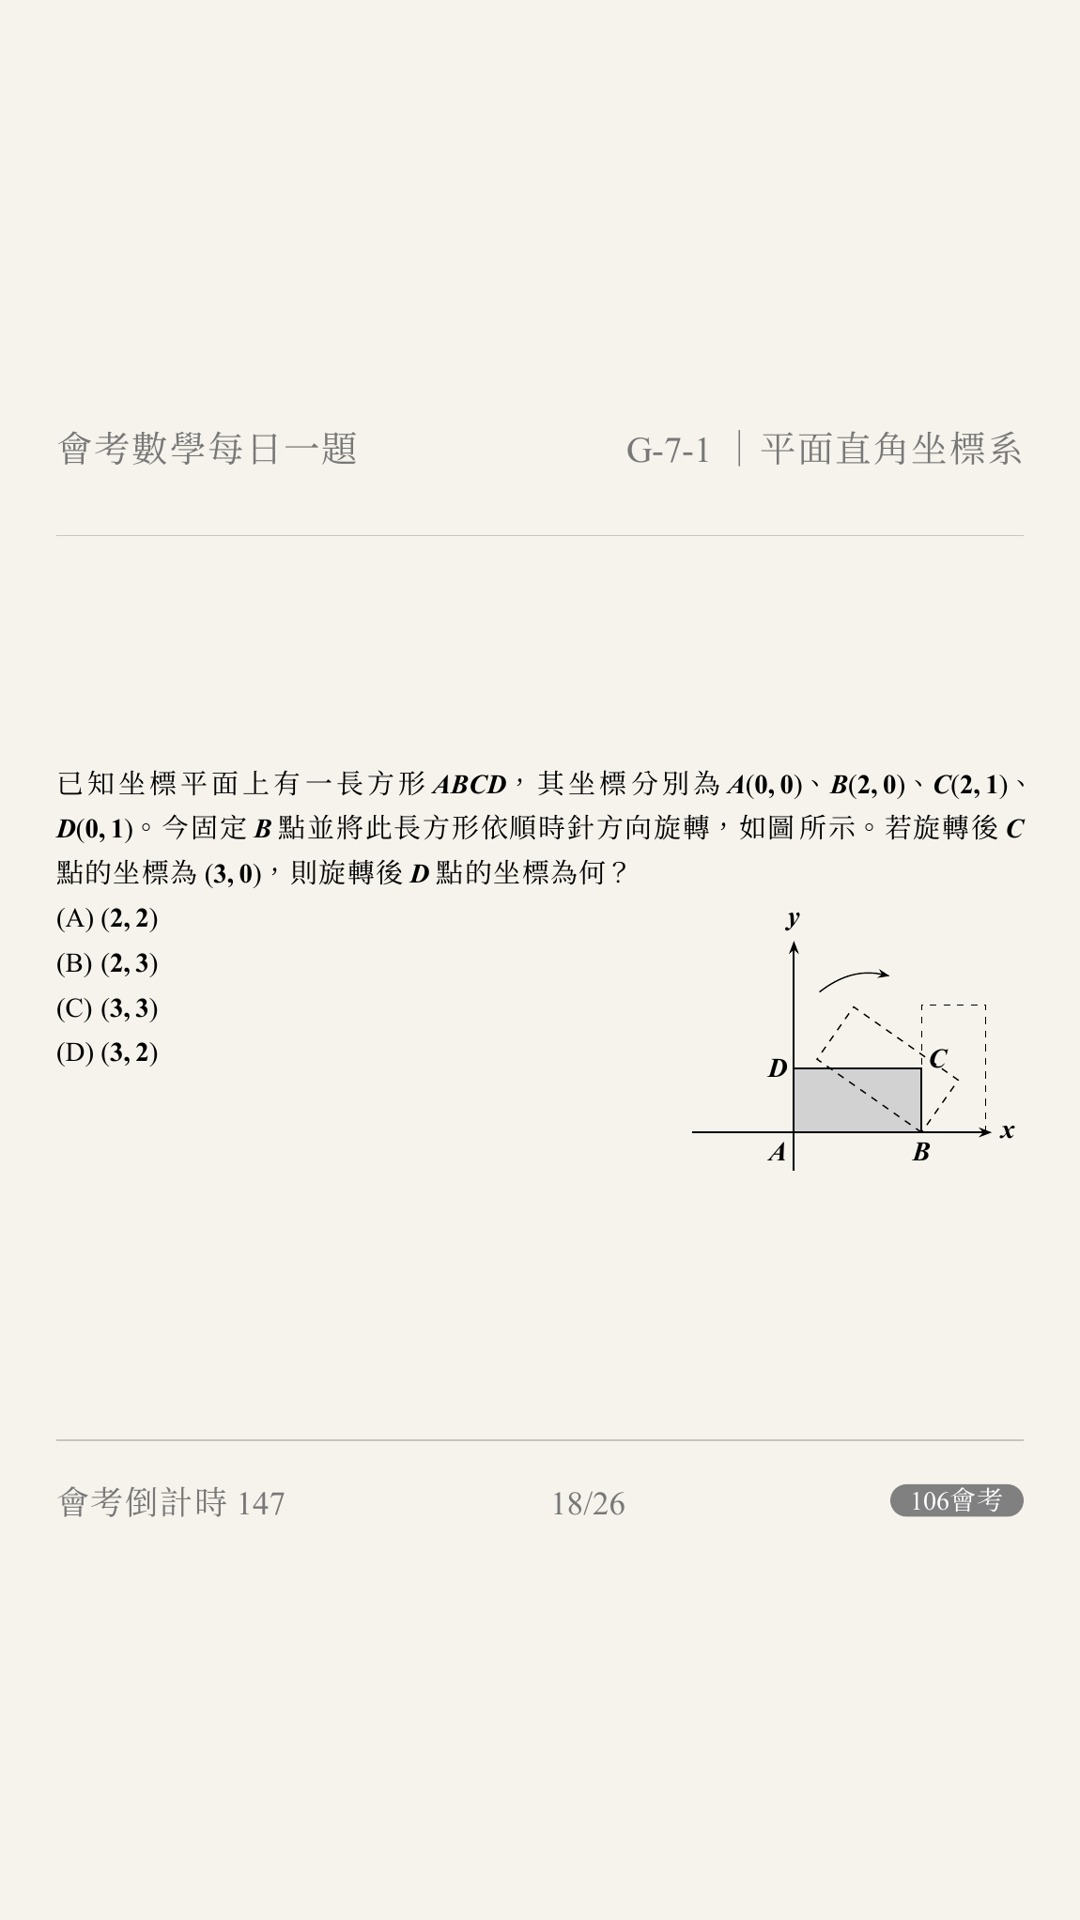 會考數學每日一題
G-7-1 | 平面直角坐標系
已知坐標平面上有一長方形 ABCD，其坐標分別為 A(0, 0)、B(2, 0)、C(2, 1)、
D(0, 1)。今固定 B 點並將此長方形依順時針方向旋轉，如圖所示。若旋轉後 C
點的坐標為 (3, 0)，則旋轉後 D 點的坐標為何？
(A) (2, 2)
(B) (2, 3)
(C) (3, 3)
(D) (3, 2)
y
D
C
x
A
B
會考倒計時 147
18/26
106會考